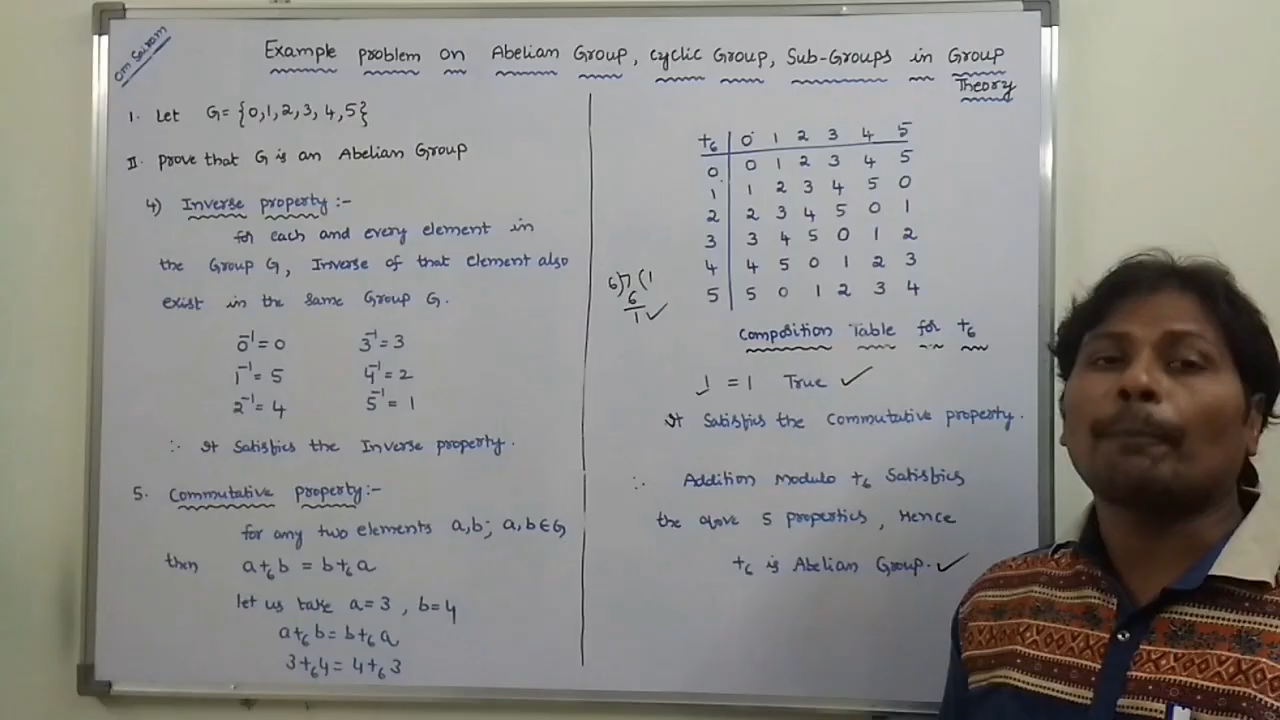 Om Sairam
Example problem on Abelian Group, cyclic Group, Sub-Groups in Group
Theory
I. Let G = {0,1,2,3,4,5}
II. prove that G is an Abelian Group
4) Inverse property:-
for each and every element in
the Group G, Inverse of that element also
exist in the same Group G.
0⁻¹ = 0 3⁻¹ = 3
1⁻¹ = 5 4⁻¹ = 2
2⁻¹ = 4 5⁻¹ = 1
∴ It Satisfies the Inverse property.
5. Commutative property:-
for any two elements a,b; a,b∈G
then a+₆b = b+₆a
let us take a=3, b=4
a+₆b = b+₆a
3+₆4 = 4+₆3
+₆ | 0 1 2 3 4 5
0 | 0 1 2 3 4 5
1 | 1 2 3 4 5 0
2 | 2 3 4 5 0 1
3 | 3 4 5 0 1 2
4 | 4 5 0 1 2 3
5 | 5 0 1 2 3 4
6)7(1
6
1 ✓
Composition Table for +₆
1 = 1 True ✓
It Satisfies the Commutative property.
∴ Addition Modulo +₆ Satisfies
the above 5 properties, Hence
+₆ is Abelian Group. ✓